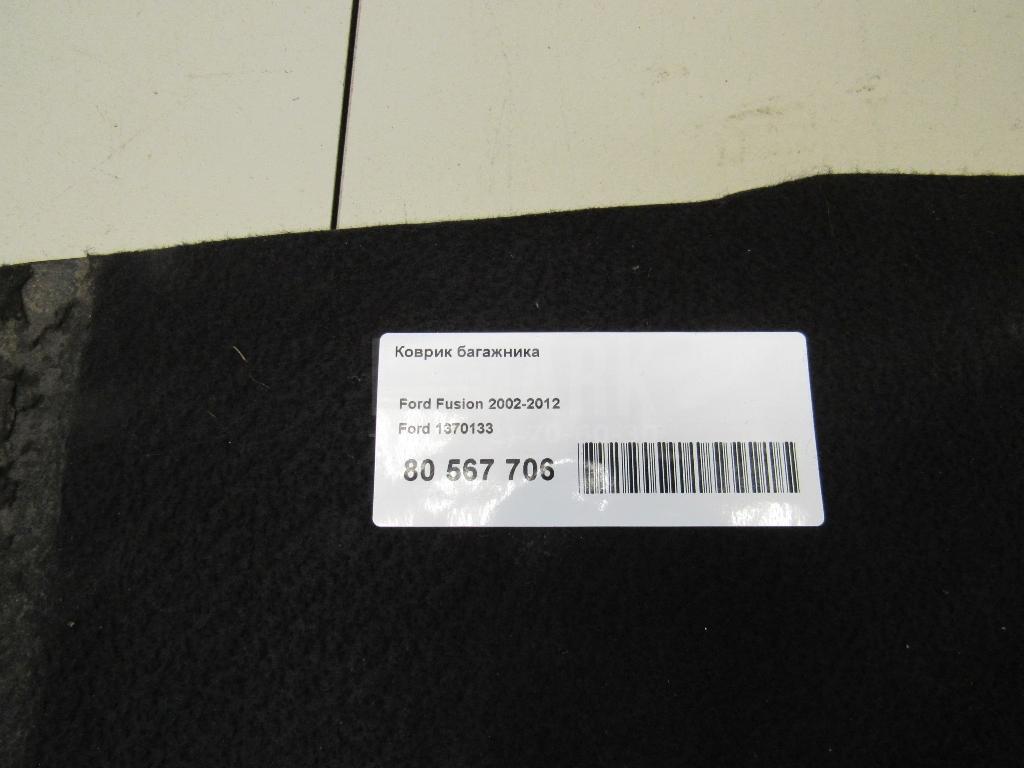 Коврик багажника
Ford Fusion 2002-2012
Ford 1370133
80 567 706